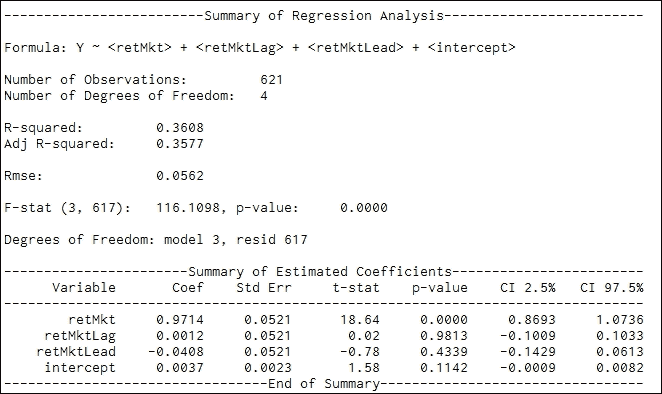 -------------------------Summary of Regression Analysis-------------------------
Formula: Y ~ <retMkt> + <retMktLag> + <retMktLead> + <intercept>
Number of Observations:         621
Number of Degrees of Freedom:   4
R-squared:         0.3608
Adj R-squared:     0.3577
Rmse:              0.0562
F-stat (3, 617):   116.1098, p-value:     0.0000
Degrees of Freedom: model 3, resid 617
-----------------------Summary of Estimated Coefficients------------------------
      Variable       Coef    Std Err     t-stat    p-value    CI 2.5%   CI 97.5%
--------------------------------------------------------------------------------
        retMkt     0.9714     0.0521      18.64     0.0000     0.8693     1.0736
     retMktLag     0.0012     0.0521       0.02     0.9813    -0.1009     0.1033
    retMktLead    -0.0408     0.0521      -0.78     0.4339    -0.1429     0.0613
     intercept     0.0037     0.0023       1.58     0.1142    -0.0009     0.0082
---------------------------------End of Summary---------------------------------